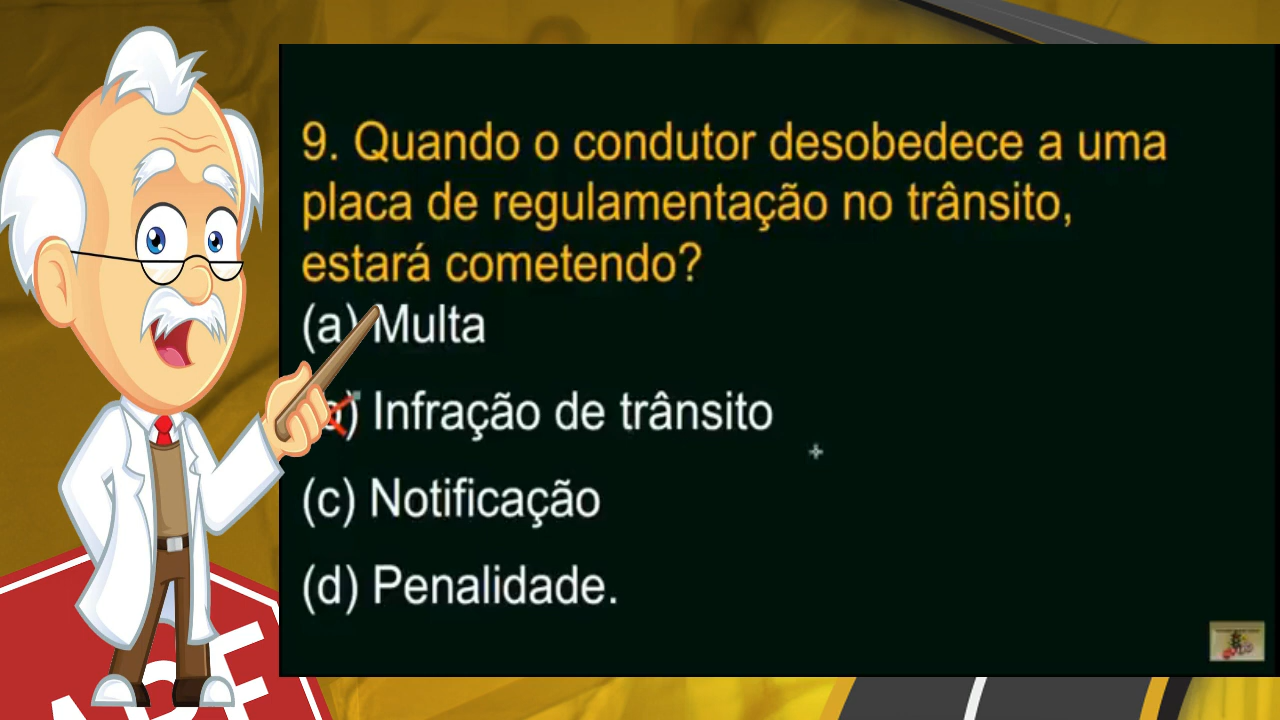 9. Quando o condutor desobedece a uma
placa de regulamentação no trânsito,
estará cometendo?
(a) Multa
(b) Infração de trânsito
(c) Notificação
(d) Penalidade.